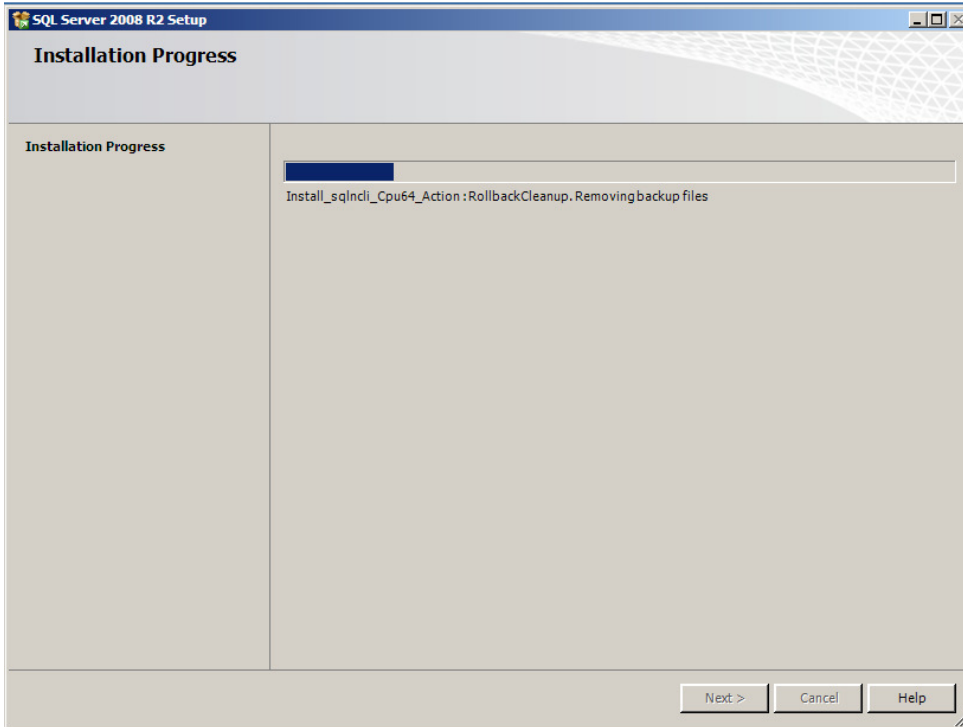 SQL Server 2008 R2 Setup
Installation Progress
Installation Progress
Install_sqlncli_Cpu64_Action : RollbackCleanup. Removing backup files
Next >
Cancel
Help